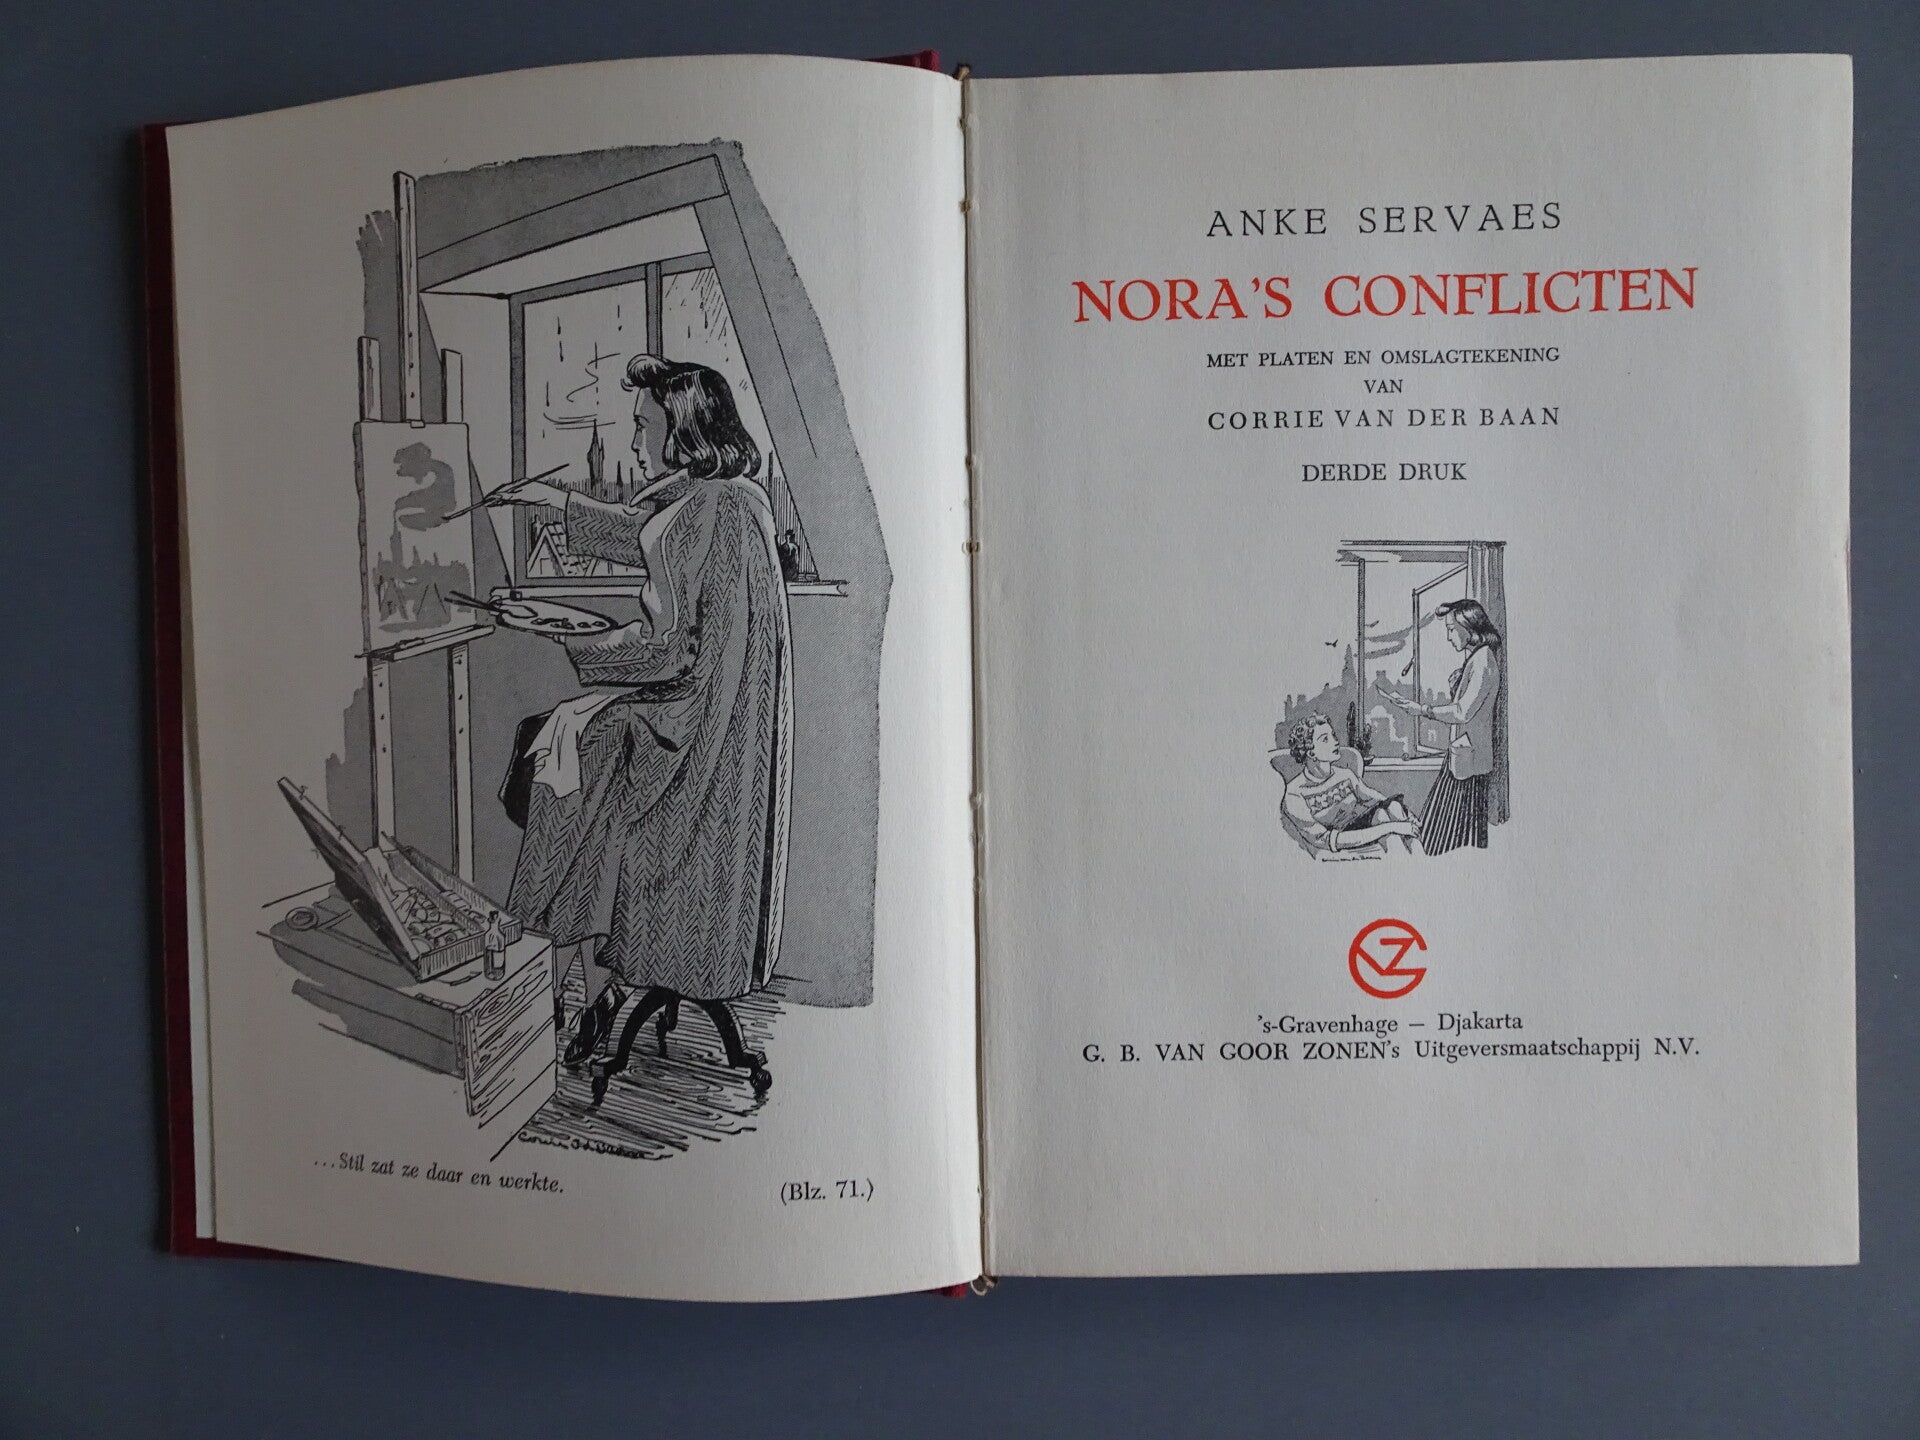 ...Stil zat ze daar en werkte.
(Blz. 71.)
ANKE SERVAES
NORA'S CONFLICTEN
MET PLATEN EN OMSLAGTEKENING
VAN
CORRIE VAN DER BAAN
DERDE DRUK
's-Gravenhage — Djakarta
G. B. VAN GOOR ZONEN's Uitgeversmaatschappij N.V.